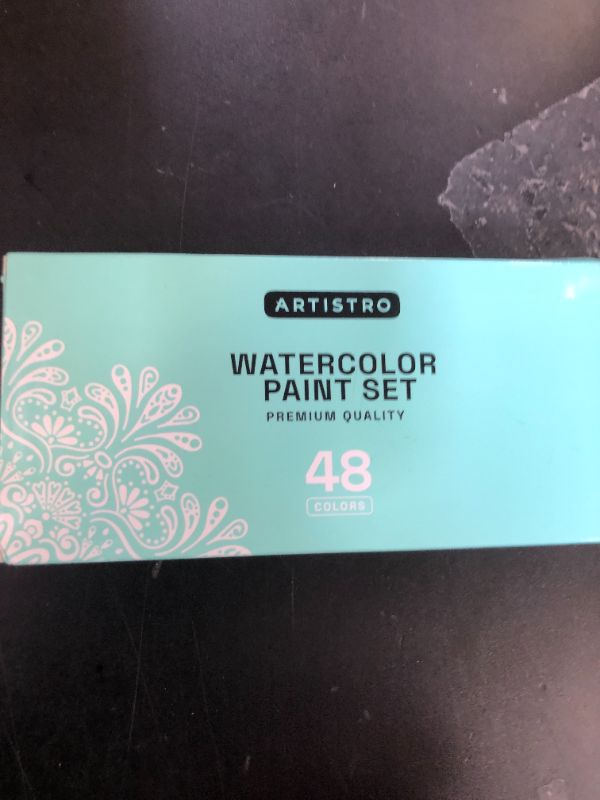 ARTISTRO
WATERCOLOR
PAINT SET
PREMIUM QUALITY
48
COLORS